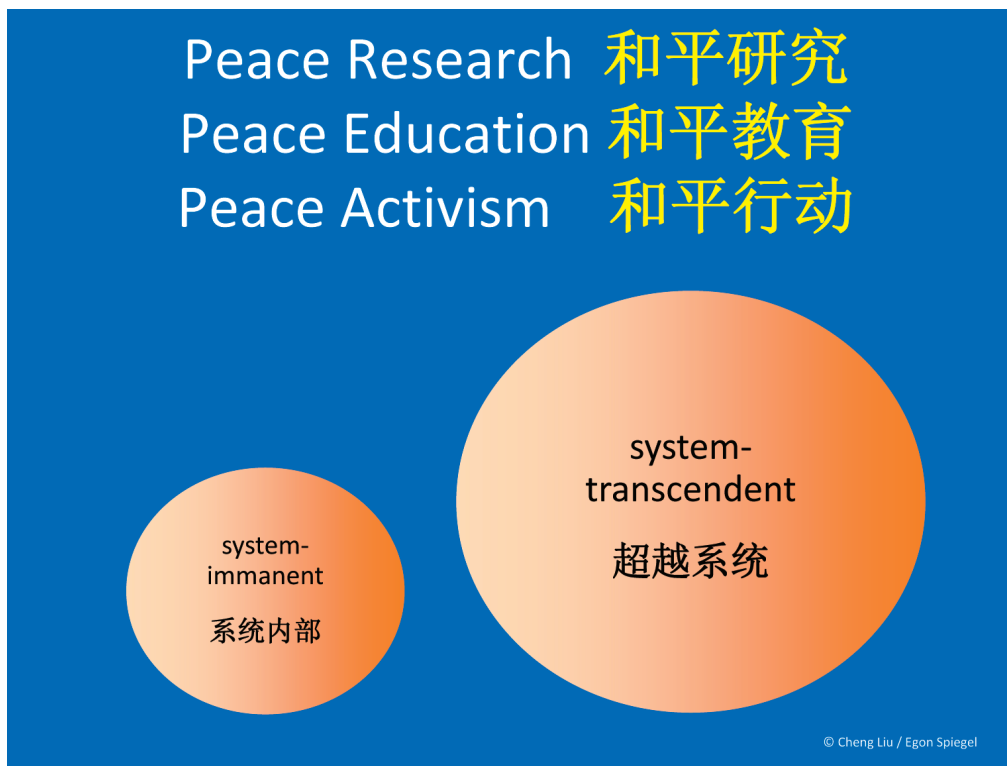 Peace Research 和平研究
Peace Education 和平教育
Peace Activism 和平行动
system-
transcendent
超越系统
system-
immanent
系统内部
© Cheng Liu / Egon Spiegel